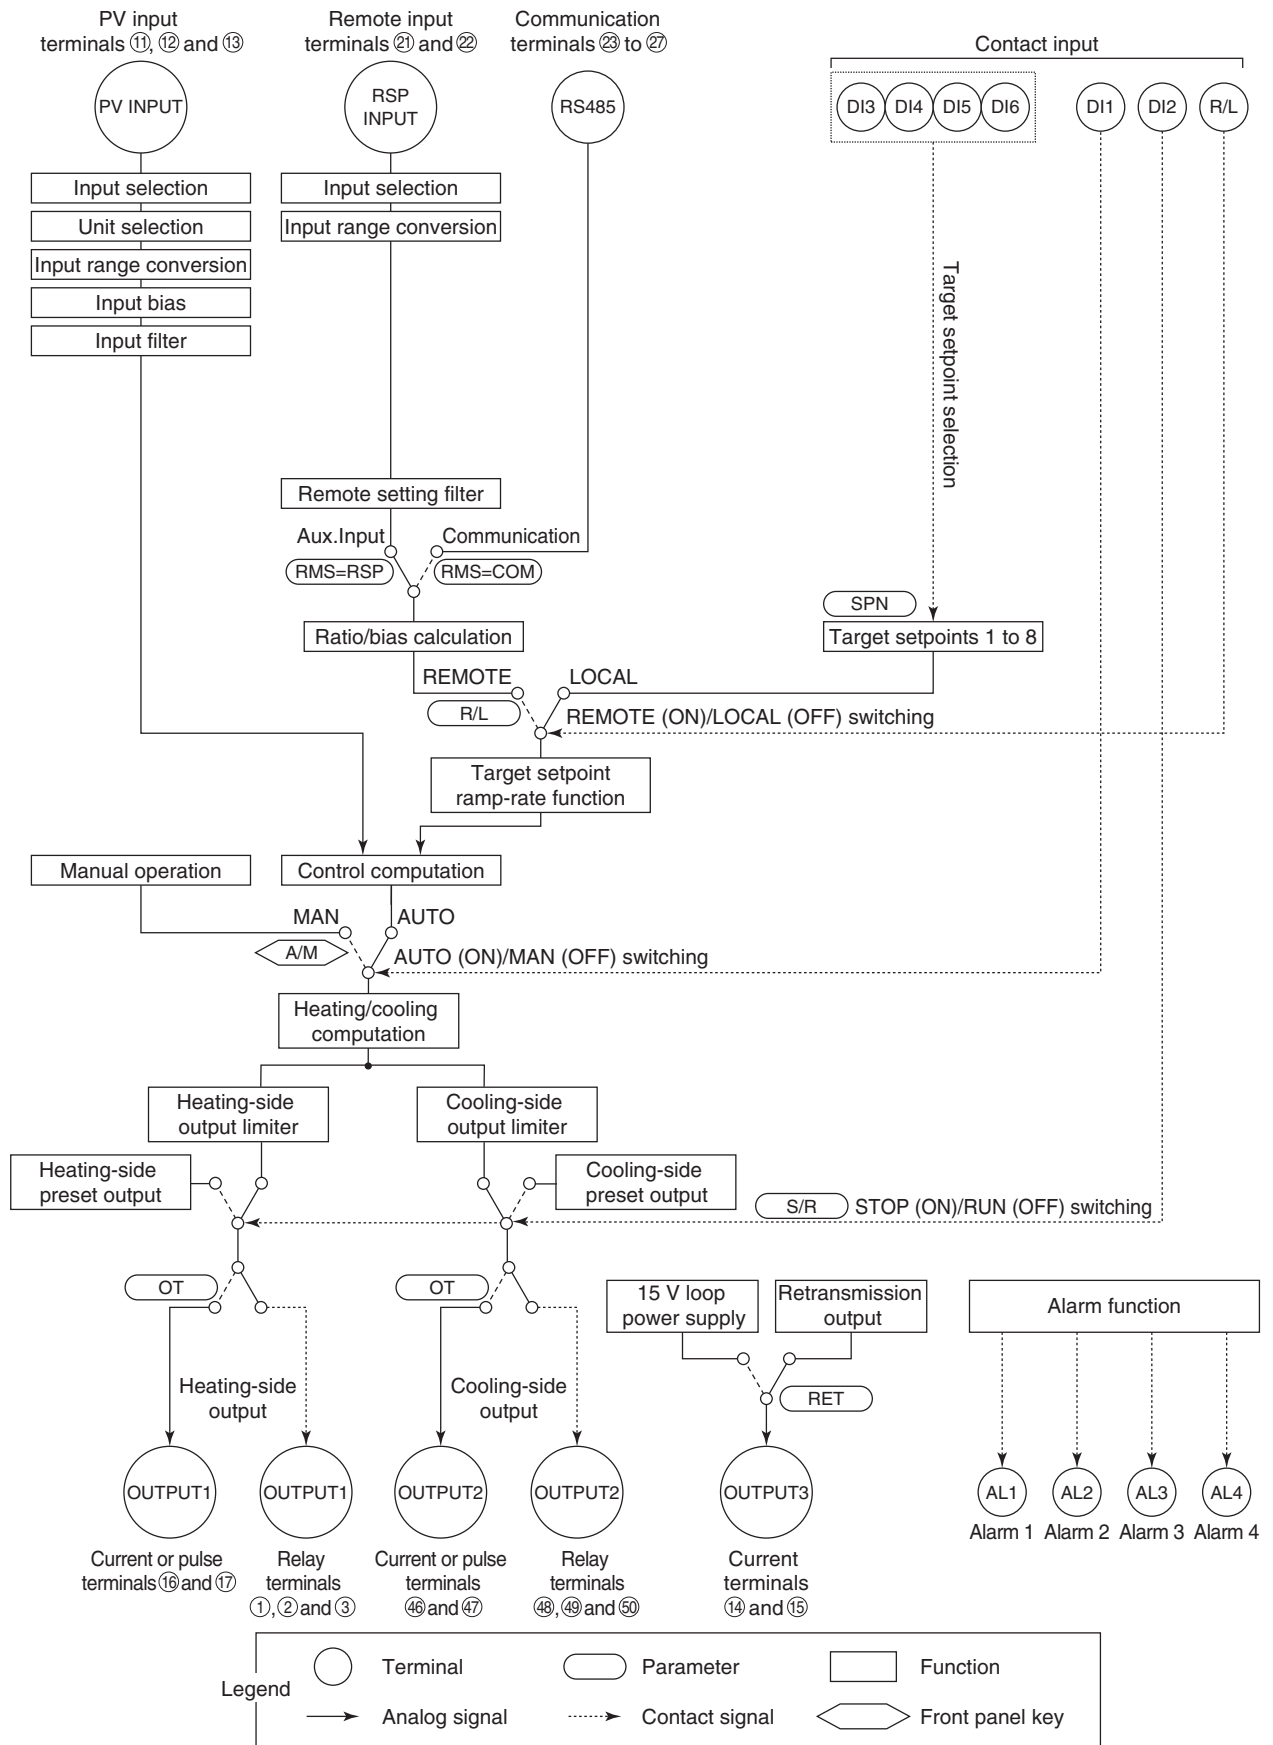 PV input
terminals ⑪, ⑫ and ⑬
Remote input
terminals ㉑ and ㉒
Communication
terminals ㉓ to ㉗
Contact input
PV INPUT
RSP
INPUT
RS485
DI3
DI4
DI5
DI6
DI1
DI2
R/L
Input selection
Unit selection
Input range conversion
Input bias
Input filter
Input selection
Input range conversion
Target setpoint selection
Remote setting filter
Aux.Input
Communication
RMS=RSP
RMS=COM
SPN
Ratio/bias calculation
Target setpoints 1 to 8
REMOTE
LOCAL
R/L
REMOTE (ON)/LOCAL (OFF) switching
Target setpoint
ramp-rate function
Manual operation
Control computation
MAN
AUTO
A/M
AUTO (ON)/MAN (OFF) switching
Heating/cooling
computation
Heating-side
output limiter
Cooling-side
output limiter
Heating-side
preset output
Cooling-side
preset output
S/R
STOP (ON)/RUN (OFF) switching
OT
OT
15 V loop
power supply
Retransmission
output
Alarm function
Heating-side
output
Cooling-side
output
RET
OUTPUT1
OUTPUT1
OUTPUT2
OUTPUT2
OUTPUT3
AL1
AL2
AL3
AL4
Alarm 1
Alarm 2
Alarm 3
Alarm 4
Current or pulse
terminals ⑯ and ⑰
Relay
terminals
①, ② and ③
Current or pulse
terminals
㊻ and ㊼
Relay
terminals
㊽, ㊾ and ㊿
Current
terminals
⑭ and ⑮
Legend
Terminal
Parameter
Function
Analog signal
Contact signal
Front panel key